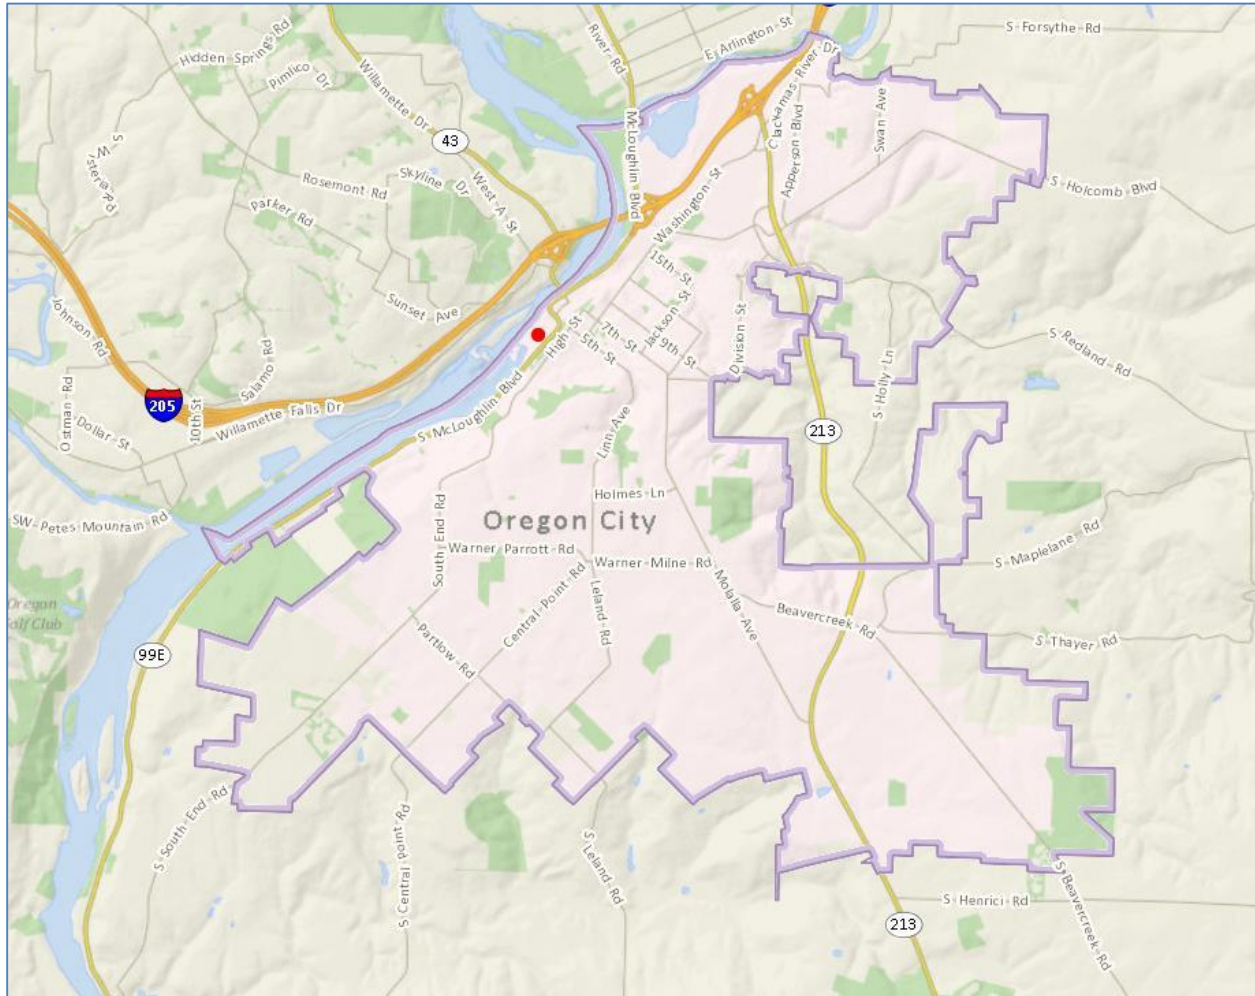 S Forsythe Rd
E Arlington St
River Rd
Hidden Springs Rd
Pimlico Dr
Willamette Dr
Clackamas River Dr
McLoughlin Blvd
Swan Ave
Apperson Blvd
43
Skyline Dr
West A St
Rosemont Rd
Parker Rd
S Holcomb Blvd
Washington St
15th St
Sunset Ave
Johnson Rd
Jackson St
High St
7th St
5th St
9th St
Division St
S Redland Rd
S Holly Ln
Salamo Rd
205
10th St
Willamette Falls Dr
Ostman Rd
Dollar St
S McLoughlin Blvd
Linn Ave
213
Holmes Ln
SW Petes Mountain Rd
Oregon City
South End Rd
Warner Parrott Rd
Warner Milne Rd
S Maplelane Rd
Central Point Rd
Leland Rd
Molalla Ave
Beavercreek Rd
S Thayer Rd
Partlow Rd
99E
Oregon
Golf Club
S South End Rd
S Central Point Rd
S Leland Rd
S Henrici Rd
S Beavercreek Rd
213